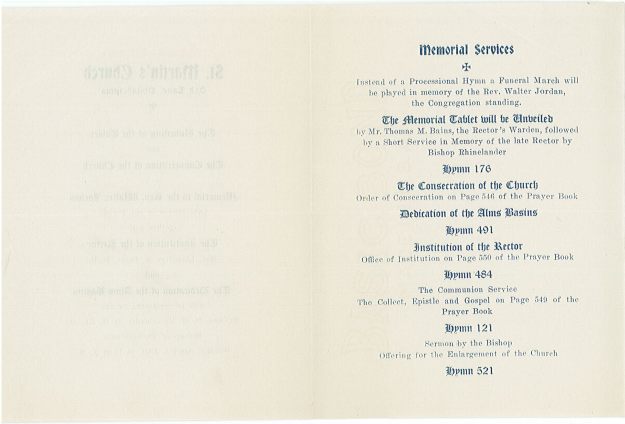 Memorial Services
✠
Instead of a Processional Hymn a Funeral March will
be played in memory of the Rev. Walter Jordan,
the Congregation standing.
The Memorial Tablet will be Unveiled
by Mr. Thomas M. Bains, the Rector's Warden, followed
by a Short Service in Memory of the late Rector by
Bishop Rhinelander
Hymn 176
The Consecration of the Church
Order of Consecration on Page 546 of the Prayer Book
Dedication of the Alms Basins
Hymn 491
Institution of the Rector
Office of Institution on Page 550 of the Prayer Book
Hymn 484
The Communion Service
The Collect, Epistle and Gospel on Page 549 of the
Prayer Book
Hymn 121
Sermon by the Bishop
Offering for the Enlargement of the Church
Hymn 521